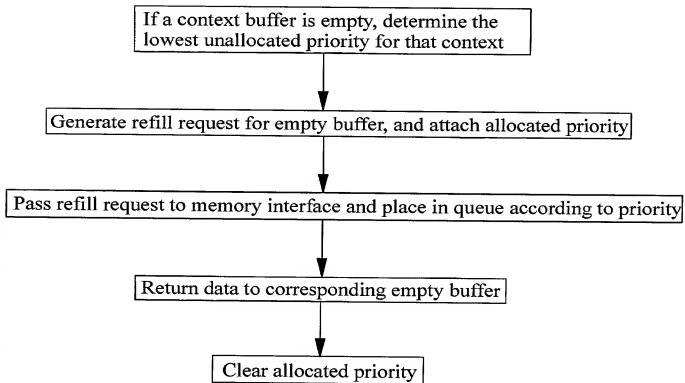 If a context buffer is empty, determine the
lowest unallocated priority for that context
Generate refill request for empty buffer, and attach allocated priority
Pass refill request to memory interface and place in queue according to priority
Return data to corresponding empty buffer
Clear allocated priority